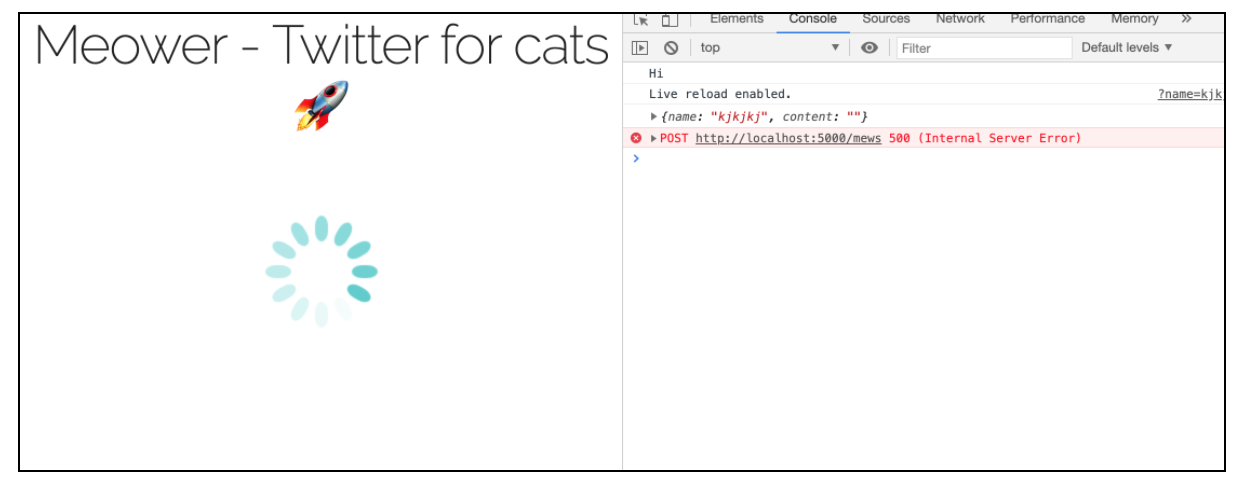 Meower - Twitter for cats
Elements Console Sources Network Performance Memory »
top ▼ Filter Default levels ▼
Hi
Live reload enabled. ?name=kjk
▶{name: "kjkjkj", content: ""}
▶POST http://localhost:5000/mews 500 (Internal Server Error)
>